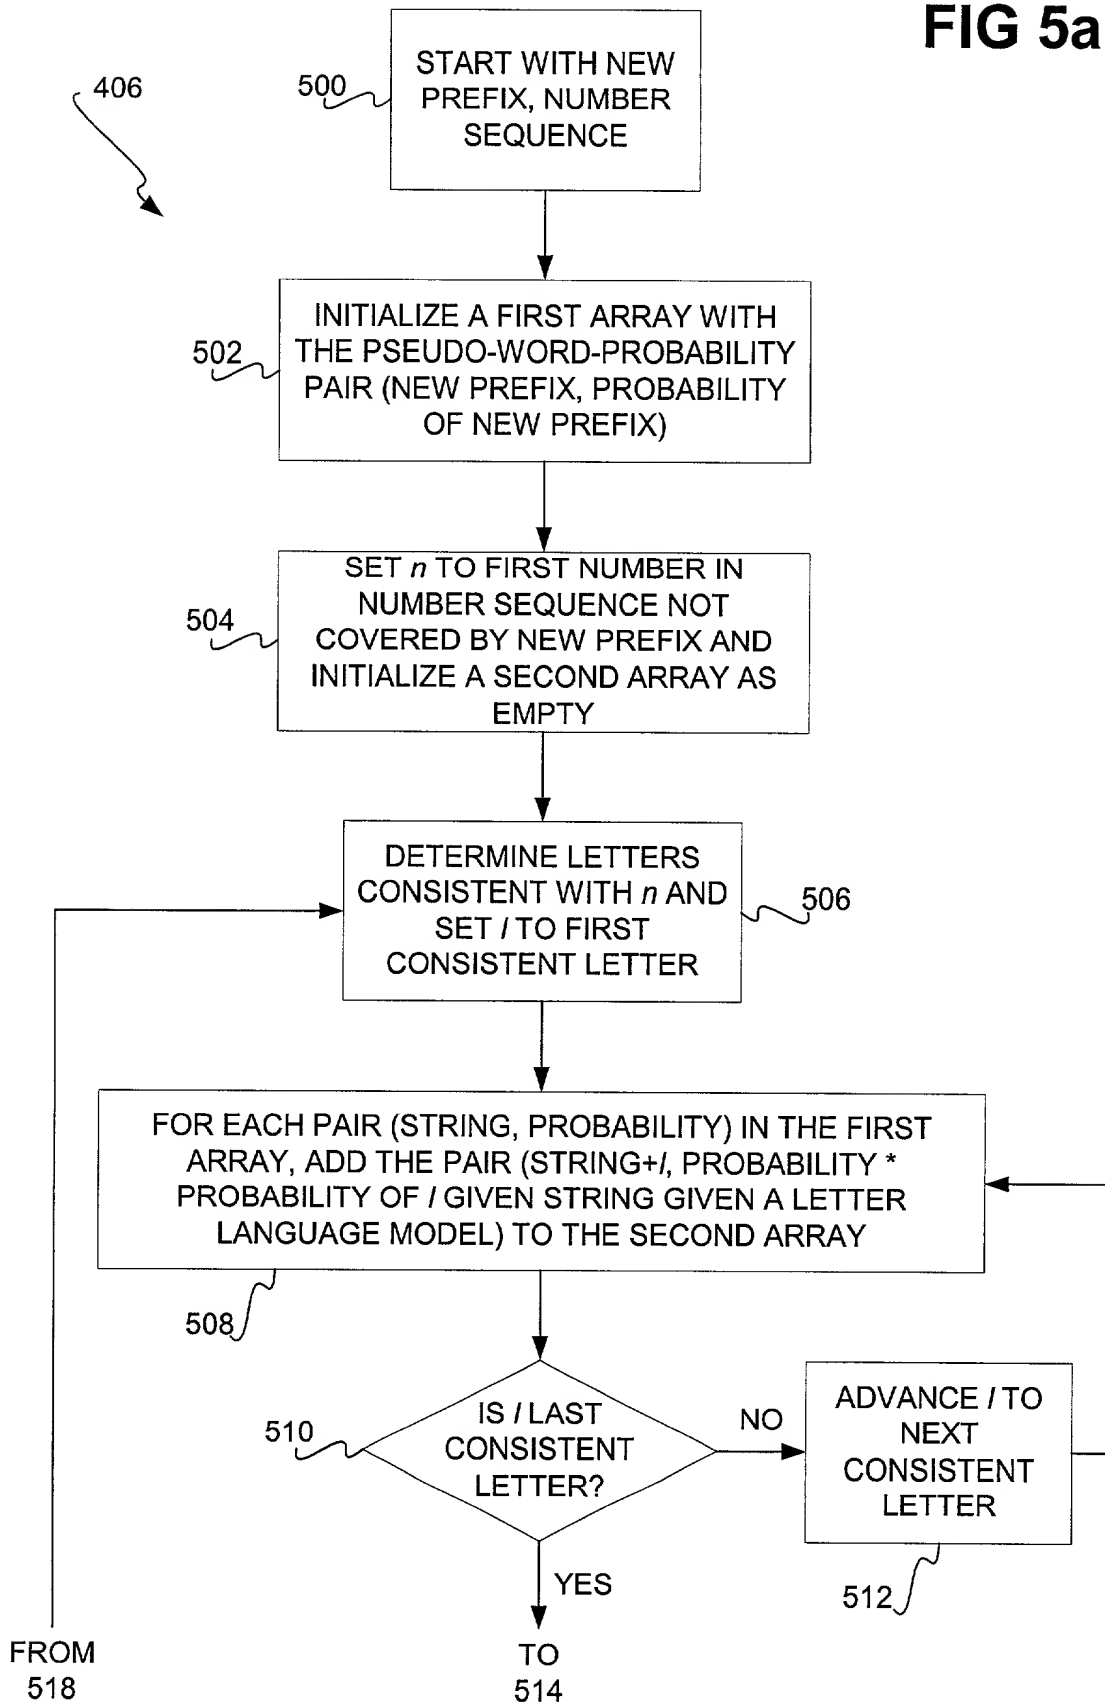 FIG 5a
406
500
START WITH NEW
PREFIX, NUMBER
SEQUENCE
502
INITIALIZE A FIRST ARRAY WITH
THE PSEUDO-WORD-PROBABILITY
PAIR (NEW PREFIX, PROBABILITY
OF NEW PREFIX)
504
SET n TO FIRST NUMBER IN
NUMBER SEQUENCE NOT
COVERED BY NEW PREFIX AND
INITIALIZE A SECOND ARRAY AS
EMPTY
DETERMINE LETTERS
CONSISTENT WITH n AND
SET l TO FIRST
CONSISTENT LETTER
506
FOR EACH PAIR (STRING, PROBABILITY) IN THE FIRST
ARRAY, ADD THE PAIR (STRING+l, PROBABILITY *
PROBABILITY OF l GIVEN STRING GIVEN A LETTER
LANGUAGE MODEL) TO THE SECOND ARRAY
508
510
IS l LAST
CONSISTENT
LETTER?
NO
ADVANCE l TO
NEXT
CONSISTENT
LETTER
512
YES
FROM
518
TO
514